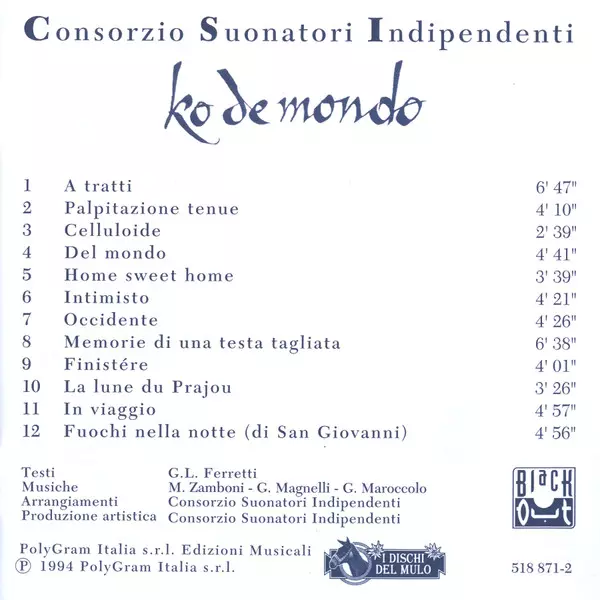 Consorzio Suonatori Indipendenti
ko de mondo
1 A tratti 6' 47"
2 Palpitazione tenue 4' 10"
3 Celluloide 2' 39"
4 Del mondo 4' 41"
5 Home sweet home 3' 39"
6 Intimisto 4' 21"
7 Occidente 4' 26"
8 Memorie di una testa tagliata 6' 38"
9 Finistére 4' 01"
10 La lune du Prajou 3' 26"
11 In viaggio 4' 57"
12 Fuochi nella notte (di San Giovanni) 4' 56"
Testi G.L. Ferretti
Musiche M. Zamboni - G. Magnelli - G. Maroccolo
Arrangiamenti Consorzio Suonatori Indipendenti
Produzione artistica Consorzio Suonatori Indipendenti
BlacK
Out
PolyGram Italia s.r.l. Edizioni Musicali
℗ 1994 PolyGram Italia s.r.l.
I DISCHI
DEL MULO
518 871-2